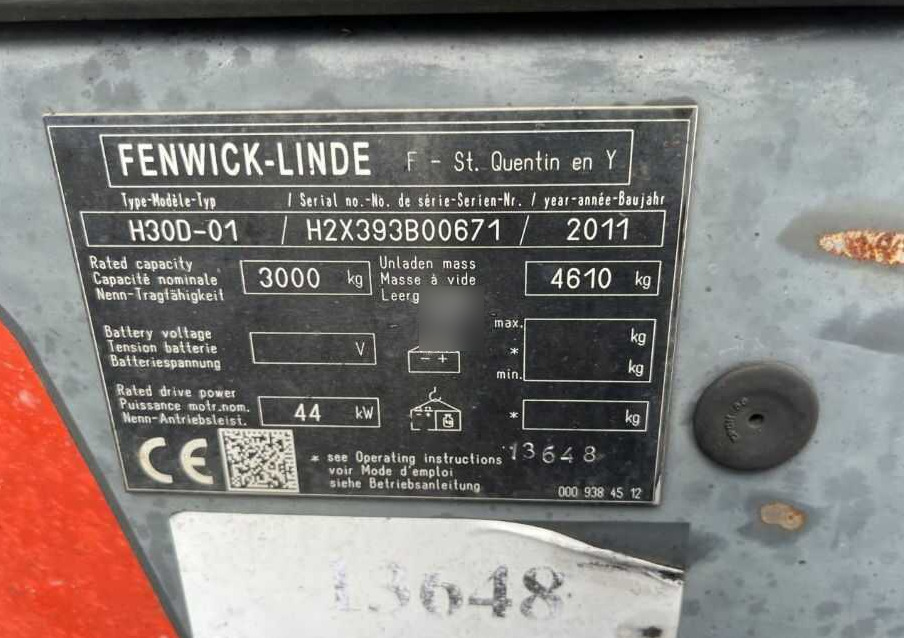 FENWICK-LINDE F - St. Quentin en Y
Type-Modèle-Typ / Serial no.-No. de série-Serien-Nr. / year-année-Baujahr
H30D-01 / H2X393B00671 / 2011
Rated capacity
Capacité nominale
Nenn-Tragfähigkeit
3000 kg
Unladen mass
Masse à vide
Leerg
4610 kg
Battery voltage
Tension batterie
Batteriespannung
V
- +
max. kg
*
min. kg
Rated drive power
Puissance motr.nom.
Nenn-Antriebsleist.
44 kW
* kg
CE
* see Operating instructions
voir Mode d'emploi
siehe Betriebsanleitung
13648
000 938 45 12
13648